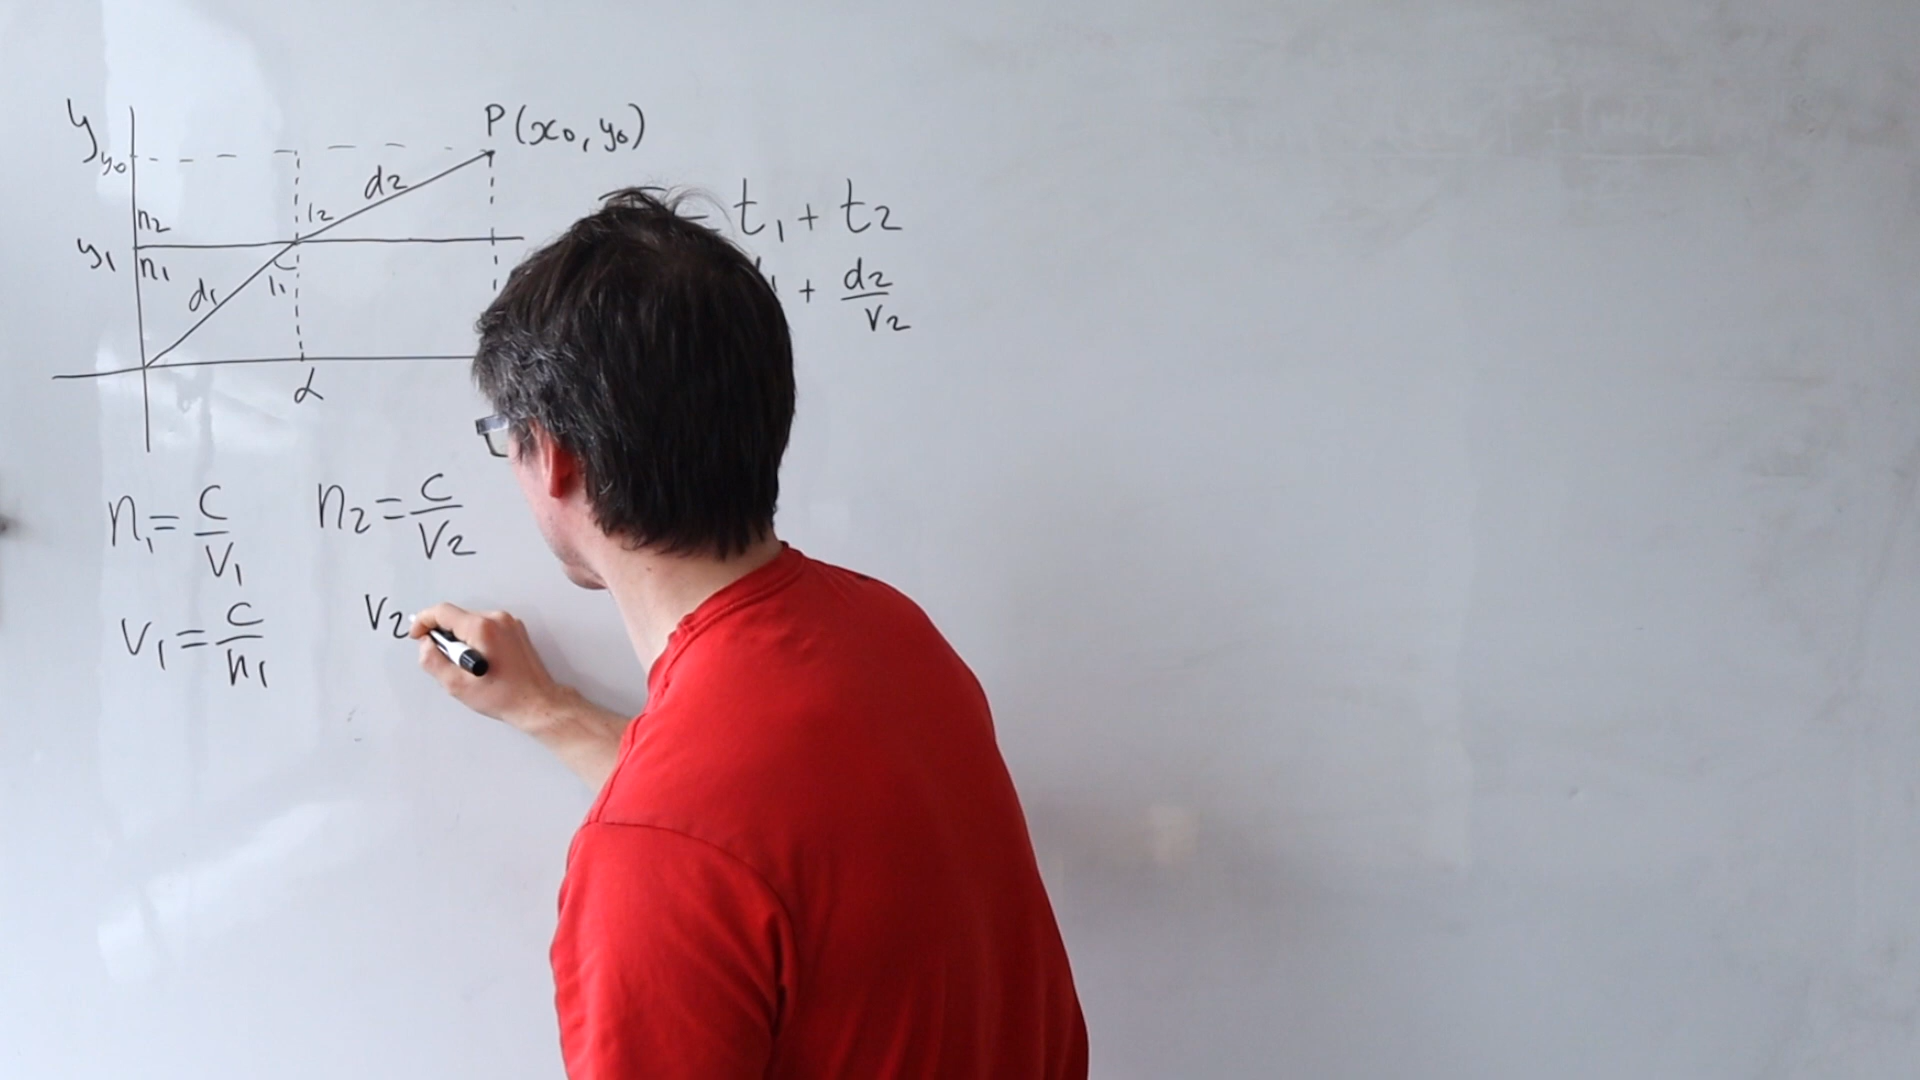 y
P(x₀, y₀)
y₀
d₂
n₂
i₂
y₁
n₁
i₁
d₁
α
t₁ + t₂
+ d₂/v₂
n₁ = c/v₁
n₂ = c/v₂
v₁ = c/n₁
v₂